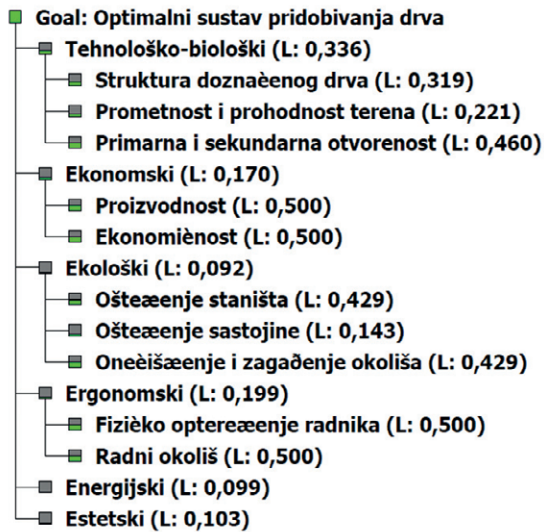 Goal: Optimalni sustav pridobivanja drva
Tehnološko-biološki (L: 0,336)
Struktura doznaèenog drva (L: 0,319)
Prometnost i prohodnost terena (L: 0,221)
Primarna i sekundarna otvorenost (L: 0,460)
Ekonomski (L: 0,170)
Proizvodnost (L: 0,500)
Ekonomiènost (L: 0,500)
Ekološki (L: 0,092)
Ošteæenje staništa (L: 0,429)
Ošteæenje sastojine (L: 0,143)
Oneèišæenje i zagađenje okoliša (L: 0,429)
Ergonomski (L: 0,199)
Fizièko optereæenje radnika (L: 0,500)
Radni okoliš (L: 0,500)
Energijski (L: 0,099)
Estetski (L: 0,103)